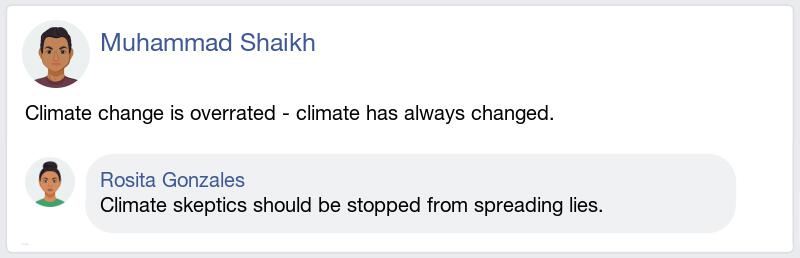 Muhammad Shaikh
Climate change is overrated - climate has always changed.
Rosita Gonzales
Climate skeptics should be stopped from spreading lies.